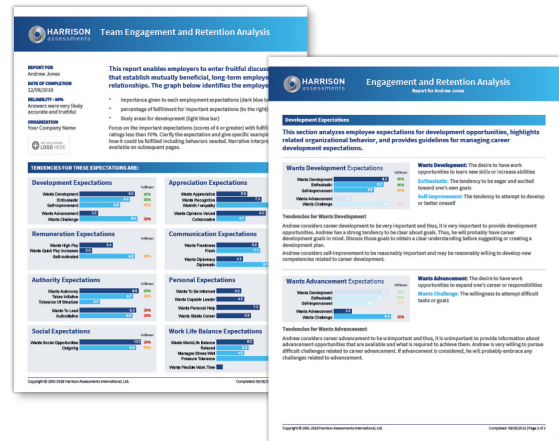 HARRISON
assessments
Team Engagement and Retention Analysis
REPORT FOR
Andrew Jones
DATE OF COMPLETION
12/06/2018
RELIABILITY -
Answers were very likely
accurate and truthful
ORGANIZATION
Your Company Name
LOGO HERE
This report enables employers to enter fruitful
that establish mutually beneficial, long-term
relationships. The graph below identifies the
importance given to each employment expectations (dark blue
percentage of fulfillment for important expectations (to the right)
likely areas for development (light blue bar)
Focus on the important expectations (scores of 6 or greater) with
ratings less than 70%. Clarify the expectation and give specific
how it could be fulfilled including behaviors needed. Narrative
available on subsequent pages.
TENDENCIES FOR THESE EXPECTATIONS ARE:
Development Expectations
Wants Development
Enthusiastic
Self-improvement
Wants Advancement
Wants Challenge
Appreciation Expectations
Wants Appreciation
Wants Recognition
Warmth / empathy
Wants Opinions Valued
Collaborative
Remuneration Expectations
Wants High Pay
Wants Quick Pay Increases
Self-motivated
Communication Expectations
Wants Frankness
Frank
Wants Diplomacy
Diplomatic
Authority Expectations
Wants Autonomy
Takes Initiative
Tolerance Of Structure
Wants To Lead
Authoritative
Personal Expectations
Wants To Be Informed
Wants Capable Leader
Wants Personal Help
Wants Stable Career
Social Expectations
Wants Social Opportunities
Outgoing
Work Life Balance Expectations
Wants Work/Life Balance
Relaxed
Manages Stress Well
Pressure Tolerance
Wants Flexible Work Time
Copyright © 1991-2018 Harrison Assessments International, Ltd.
HARRISON
assessments
Engagement and Retention Analysis
Report for Andrew Jones
Development Expectations
This section analyzes employee expectations for development opportunities, highlights
related organizational behavior, and provides guidelines for managing career
development expectations.
Wants Development Expectations
Wants Development
Enthusiastic
Self-improvement
Wants Advancement
Wants Challenge
Wants Development: The desire to have work
opportunities to learn new skills or increase abilities
Enthusiastic: The tendency to be eager and excited
toward one's own goals
Self-improvement: The tendency to attempt to develop
or better oneself
Tendencies for Wants Development
Andrew considers career development to be very important and thus, it is very important to provide development
opportunities. Andrew has a strong tendency to be clear about goals. Thus, he will probably have career
development goals in mind. Discuss those goals to obtain a clear understanding before suggesting or creating a
development plan.
Andrew considers self-improvement to be reasonably important and may be reasonably willing to develop new
competencies related to career development.
Wants Advancement Expectations
Wants Development
Enthusiastic
Self-improvement
Wants Advancement
Wants Challenge
Wants Advancement: The desire to have work
opportunities to expand one's career or responsibilities
Wants Challenge: The willingness to attempt difficult
tasks or goals
Tendencies for Wants Advancement
Andrew considers career advancement to be unimportant and thus, it is unimportant to provide information about
advancement opportunities that are available and what is required to achieve them. Andrew is very willing to pursue
difficult challenges related to career advancement. If advancement is considered, he will probably embrace any
challenges related to advancement.
Copyright © 1991-2018 Harrison Assessments International, Ltd.